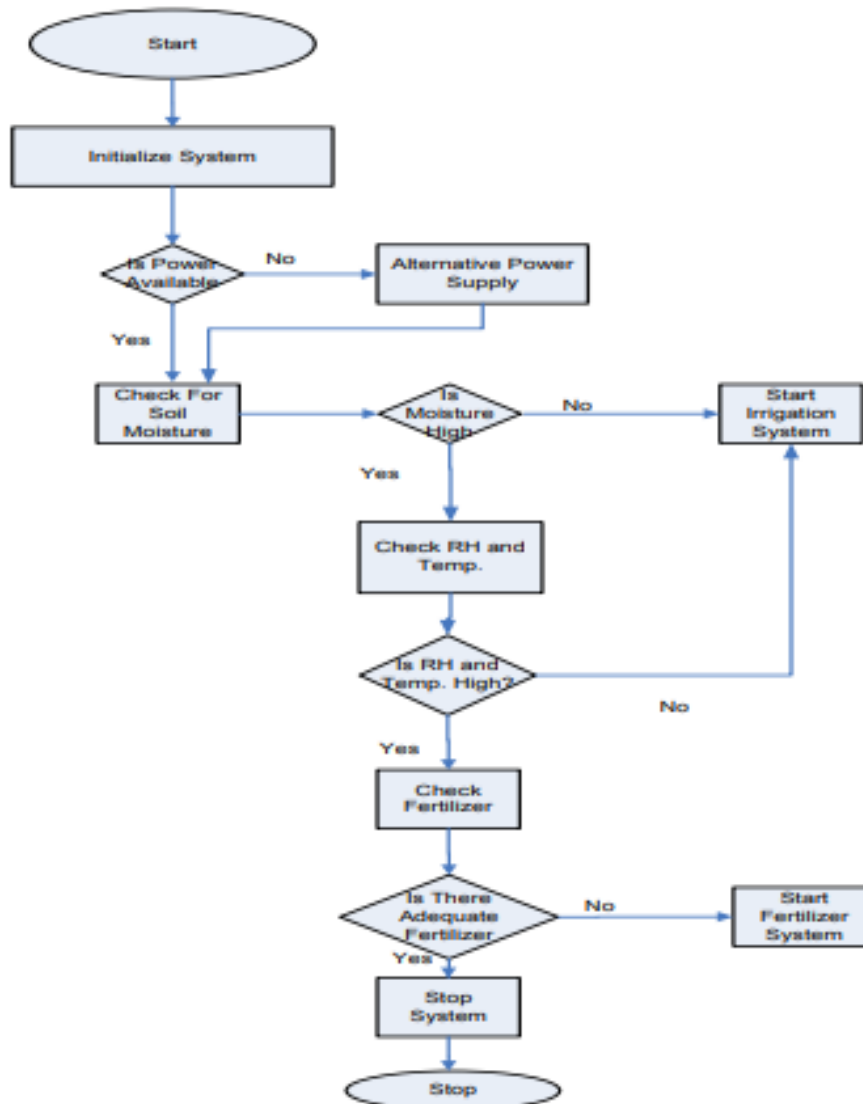 Start
Initialize System
Is Power
Available
No
Alternative Power
Supply
Yes
Check For
Soil
Moisture
Is
Moisture
High
No
Start
Irrigation
System
Yes
Check RH and
Temp.
Is RH and
Temp. High?
No
Yes
Check
Fertilizer
Is There
Adequate
Fertilizer
No
Start
Fertilizer
System
Yes
Stop
System
Stop